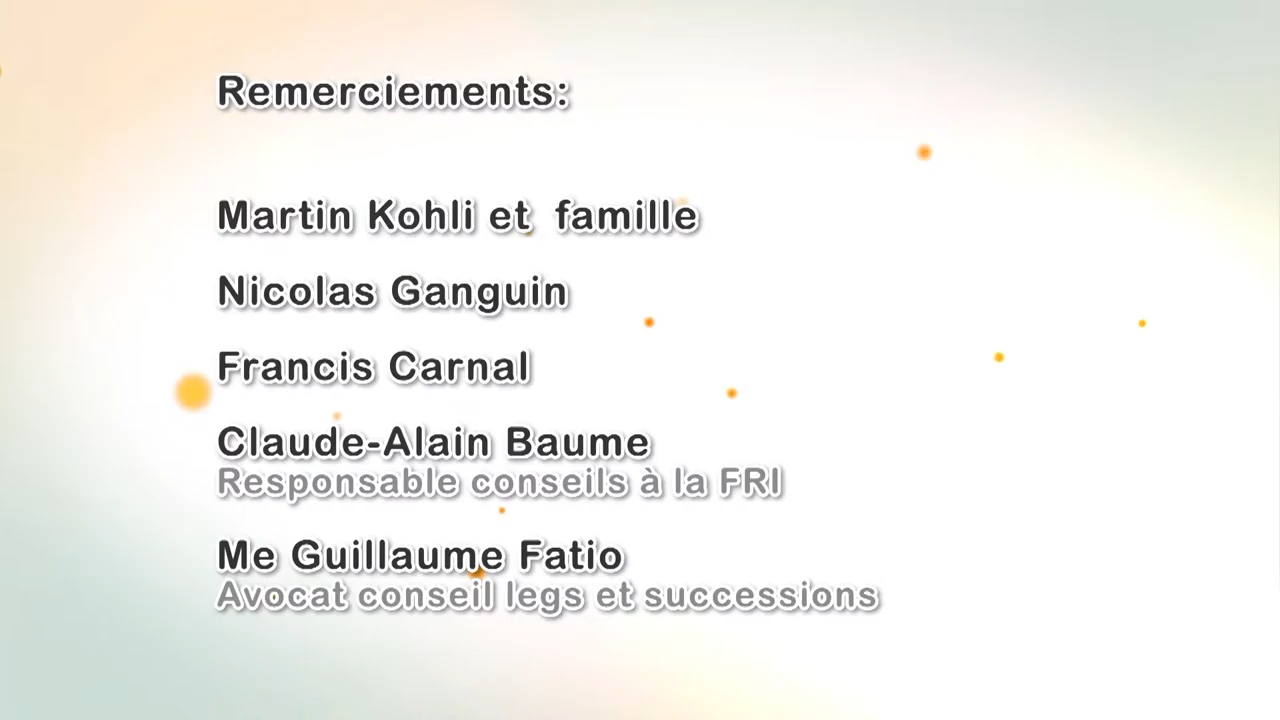 Remerciements:
Martin Kohli et  famille
Nicolas Ganguin
Francis Carnal
Claude-Alain Baume
Responsable conseils à la FRI
Me Guillaume Fatio
Avocat conseil legs et successions